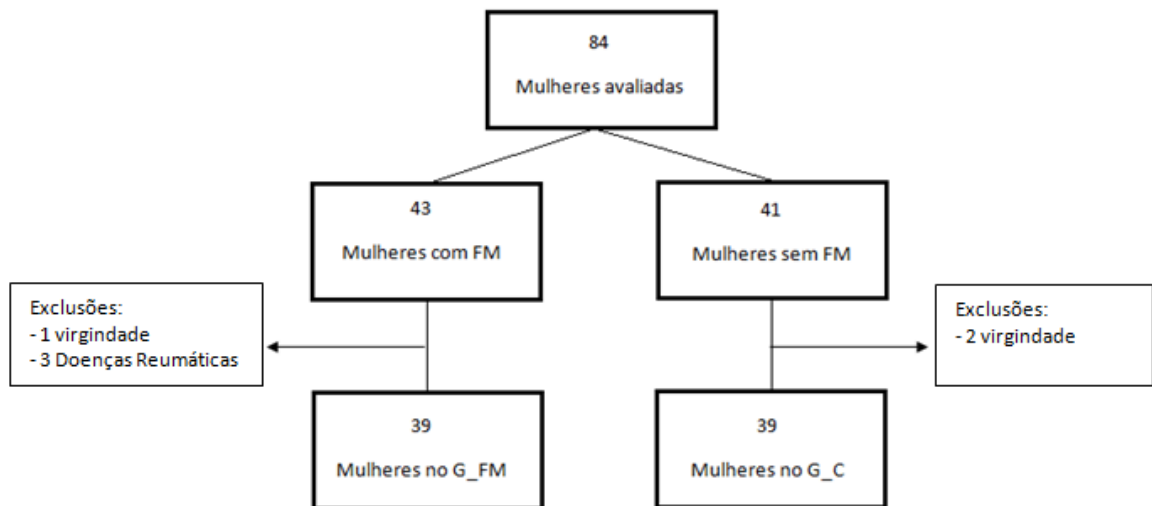 84
Mulheres avaliadas
43
Mulheres com FM
41
Mulheres sem FM
Exclusões:
- 1 virgindade
- 3 Doenças Reumáticas
Exclusões:
- 2 virgindade
39
Mulheres no G_FM
39
Mulheres no G_C